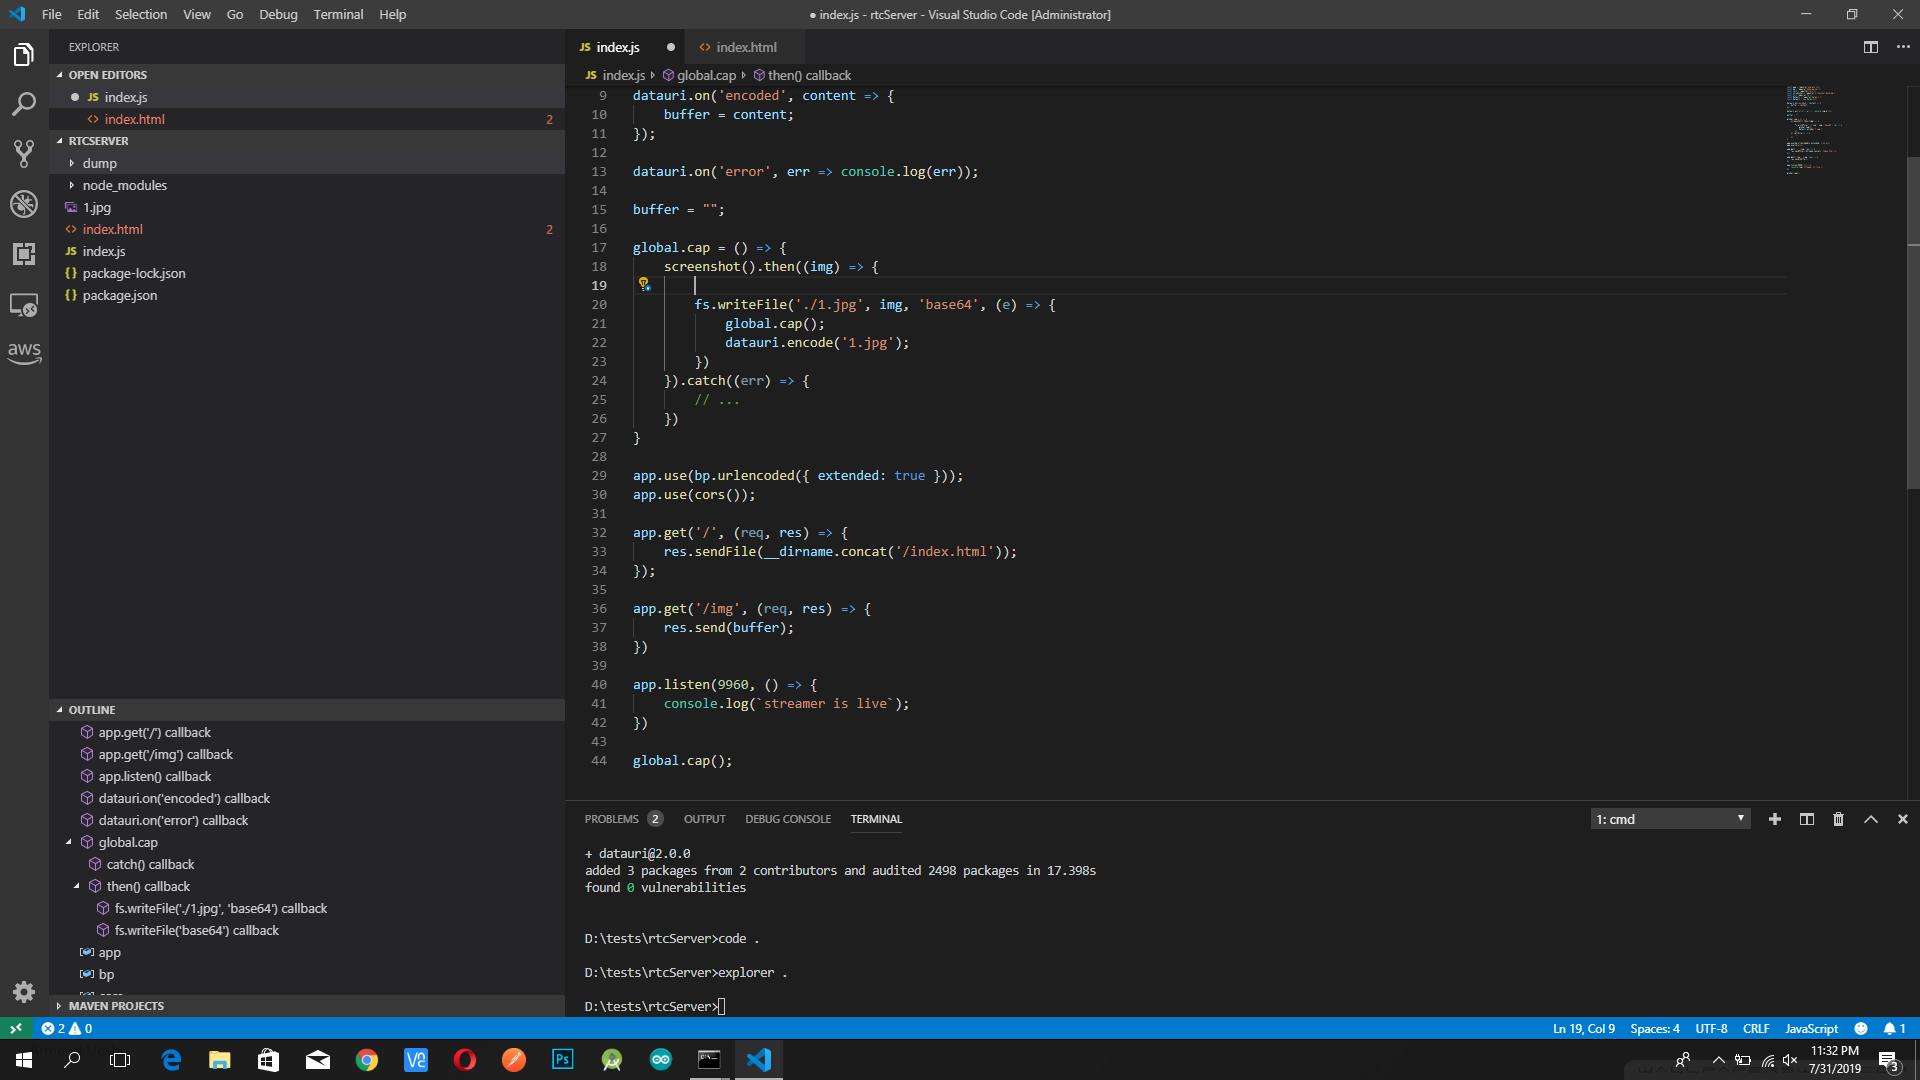 File Edit Selection View Go Debug Terminal Help
● index.js - rtcServer - Visual Studio Code [Administrator]
EXPLORER
OPEN EDITORS
JS index.js
<> index.html 2
RTCSERVER
dump
node_modules
1.jpg
<> index.html 2
JS index.js
{} package-lock.json
{} package.json
aws
OUTLINE
app.get('/') callback
app.get('/img') callback
app.listen() callback
datauri.on('encoded') callback
datauri.on('error') callback
global.cap
catch() callback
then() callback
fs.writeFile('./1.jpg', 'base64') callback
fs.writeFile('base64') callback
app
bp
MAVEN PROJECTS
JS index.js ● <> index.html
JS index.js global.cap then() callback
9 datauri.on('encoded', content => {
10 buffer = content;
11 });
12
13 datauri.on('error', err => console.log(err));
14
15 buffer = "";
16
17 global.cap = () => {
18 screenshot().then((img) => {
19
20 fs.writeFile('./1.jpg', img, 'base64', (e) => {
21 global.cap();
22 datauri.encode('1.jpg');
23 })
24 }).catch((err) => {
25 // ...
26 })
27 }
28
29 app.use(bp.urlencoded({ extended: true }));
30 app.use(cors());
31
32 app.get('/', (req, res) => {
33 res.sendFile(__dirname.concat('/index.html'));
34 });
35
36 app.get('/img', (req, res) => {
37 res.send(buffer);
38 })
39
40 app.listen(9960, () => {
41 console.log(`streamer is live`);
42 })
43
44 global.cap();
PROBLEMS 2 OUTPUT DEBUG CONSOLE TERMINAL 1: cmd
+ datauri@2.0.0
added 3 packages from 2 contributors and audited 2498 packages in 17.398s
found 0 vulnerabilities
D:\tests\rtcServer>code .
D:\tests\rtcServer>explorer .
D:\tests\rtcServer>
2 0 Ln 19, Col 9 Spaces: 4 UTF-8 CRLF JavaScript 1
Ps
11:32 PM
7/31/2019
3